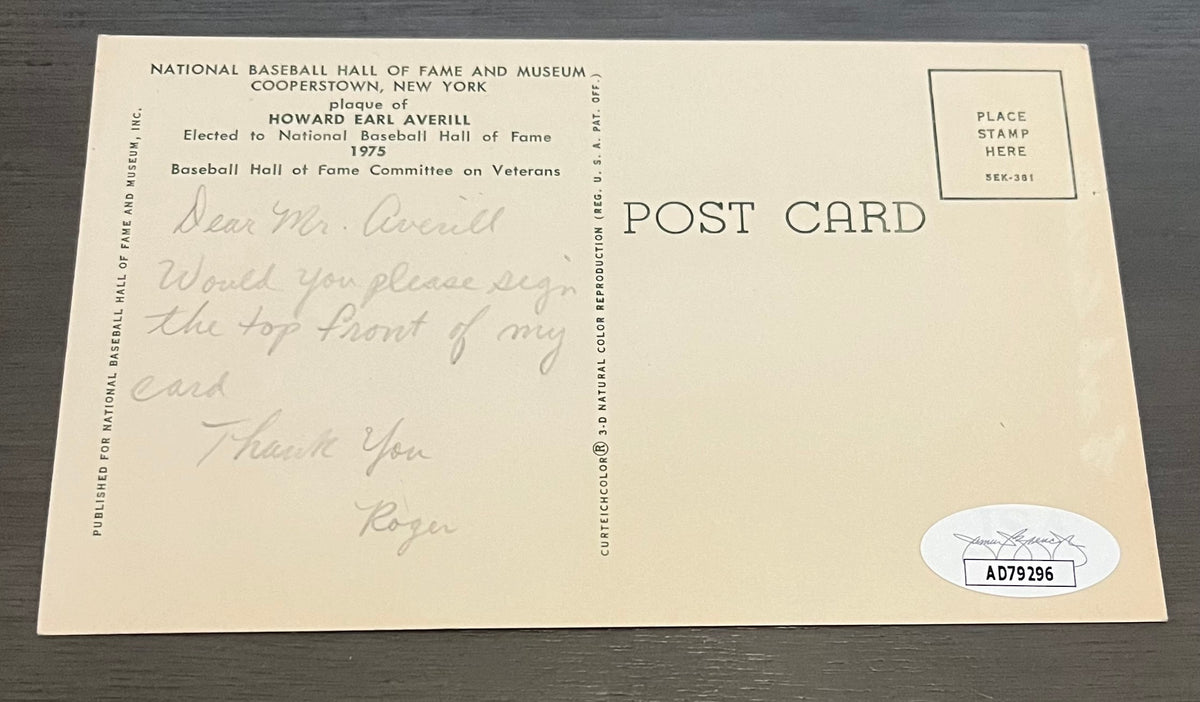 NATIONAL BASEBALL HALL OF FAME AND MUSEUM
COOPERSTOWN, NEW YORK
plaque of
HOWARD EARL AVERILL
Elected to National Baseball Hall of Fame
1975
Baseball Hall of Fame Committee on Veterans
Dear Mr. Averill
Would you please sign
the top front of my
card
Thank You
Roger
PUBLISHED FOR NATIONAL BASEBALL HALL OF FAME AND MUSEUM, INC.
CURTEICHCOLOR® 3-D NATURAL COLOR REPRODUCTION (REG. U. S. A. PAT. OFF.)
POST CARD
PLACE
STAMP
HERE
5EK-381
James Spence Jr
AD79296